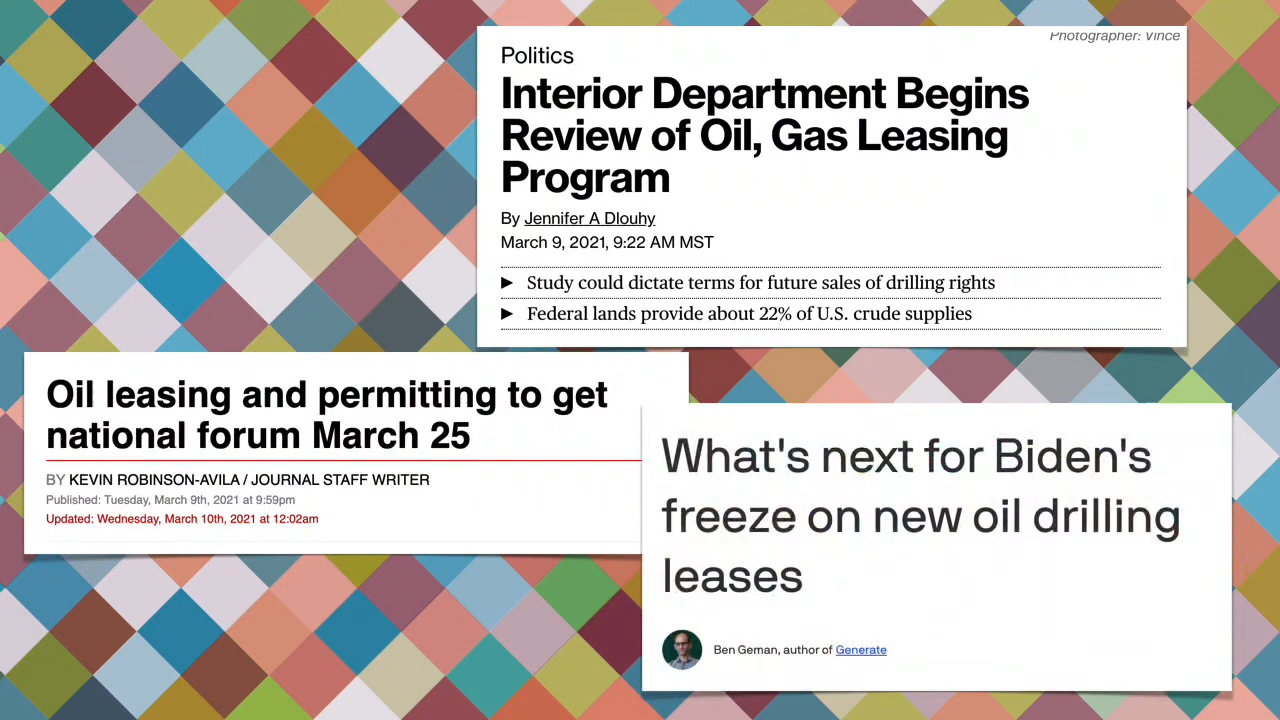 Photographer: Vince
Politics
Interior Department Begins
Review of Oil, Gas Leasing
Program
By Jennifer A Dlouhy
March 9, 2021, 9:22 AM MST
Study could dictate terms for future sales of drilling rights
Federal lands provide about 22% of U.S. crude supplies
Oil leasing and permitting to get
national forum March 25
BY KEVIN ROBINSON-AVILA / JOURNAL STAFF WRITER
Published: Tuesday, March 9th, 2021 at 9:59pm
Updated: Wednesday, March 10th, 2021 at 12:02am
What's next for Biden's
freeze on new oil drilling
leases
Ben Geman, author of Generate